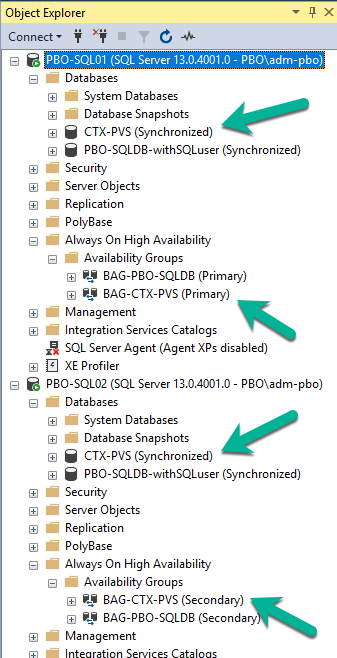 Object Explorer
Connect
PBO-SQL01 (SQL Server 13.0.4001.0 - PBO\adm-pbo)
Databases
System Databases
Database Snapshots
CTX-PVS (Synchronized)
PBO-SQLDB-withSQLuser (Synchronized)
Security
Server Objects
Replication
PolyBase
Always On High Availability
Availability Groups
BAG-PBO-SQLDB (Primary)
BAG-CTX-PVS (Primary)
Management
Integration Services Catalogs
SQL Server Agent (Agent XPs disabled)
XE Profiler
PBO-SQL02 (SQL Server 13.0.4001.0 - PBO\adm-pbo)
Databases
System Databases
Database Snapshots
CTX-PVS (Synchronized)
PBO-SQLDB-withSQLuser (Synchronized)
Security
Server Objects
Replication
PolyBase
Always On High Availability
Availability Groups
BAG-CTX-PVS (Secondary)
BAG-PBO-SQLDB (Secondary)
Management
Integration Services Catalogs